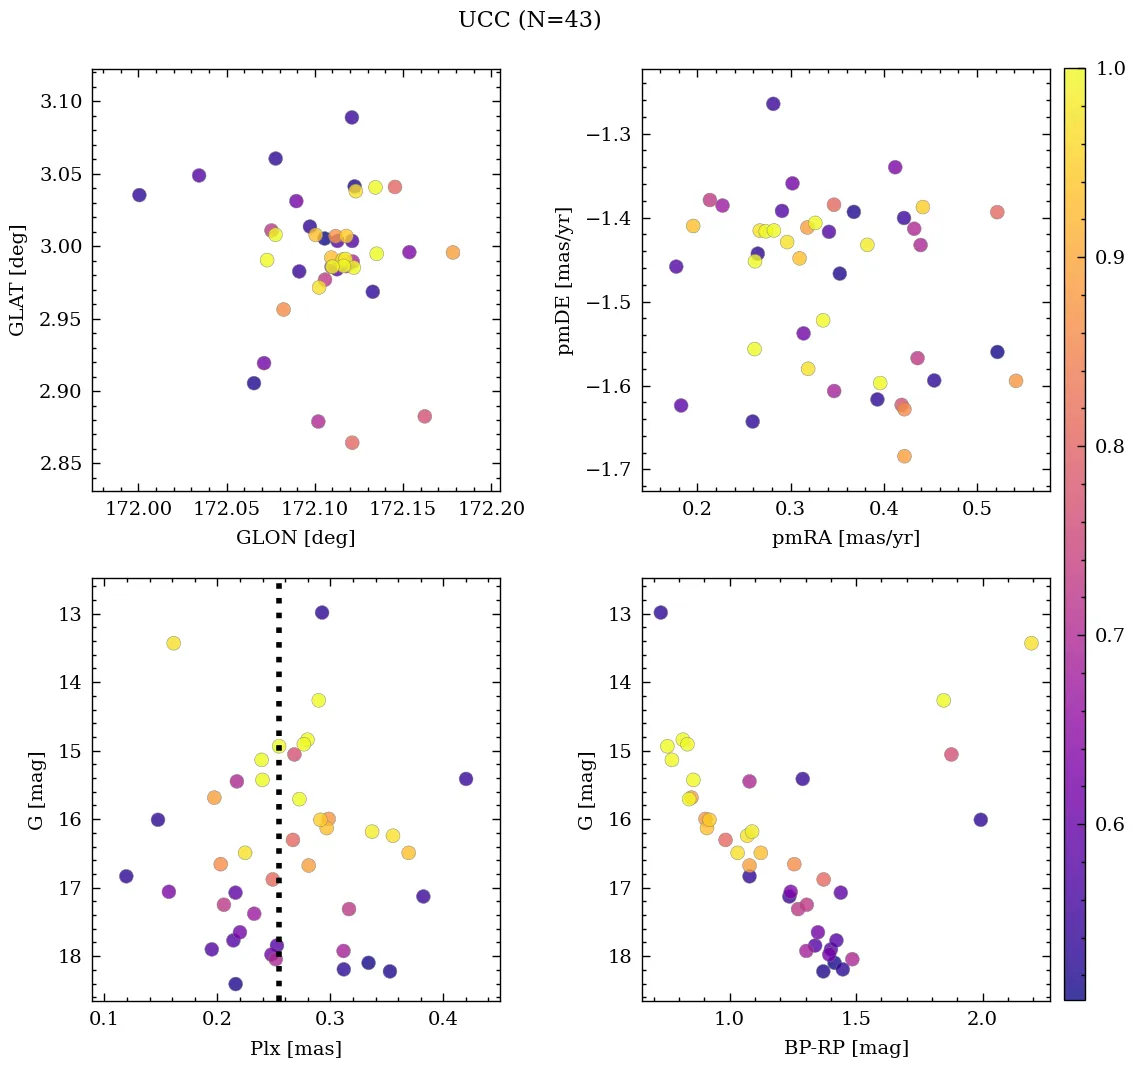 UCC (N=43)
3.10
3.05
3.00
2.95
2.90
2.85
GLAT [deg]
172.00 172.05 172.10 172.15 172.20
GLON [deg]
−1.3
−1.4
−1.5
−1.6
−1.7
pmDE [mas/yr]
0.2 0.3 0.4 0.5
pmRA [mas/yr]
13
14
15
16
17
18
G [mag]
0.1 0.2 0.3 0.4
Plx [mas]
13
14
15
16
17
18
G [mag]
1.0 1.5 2.0
BP-RP [mag]
1.0
0.9
0.8
0.7
0.6